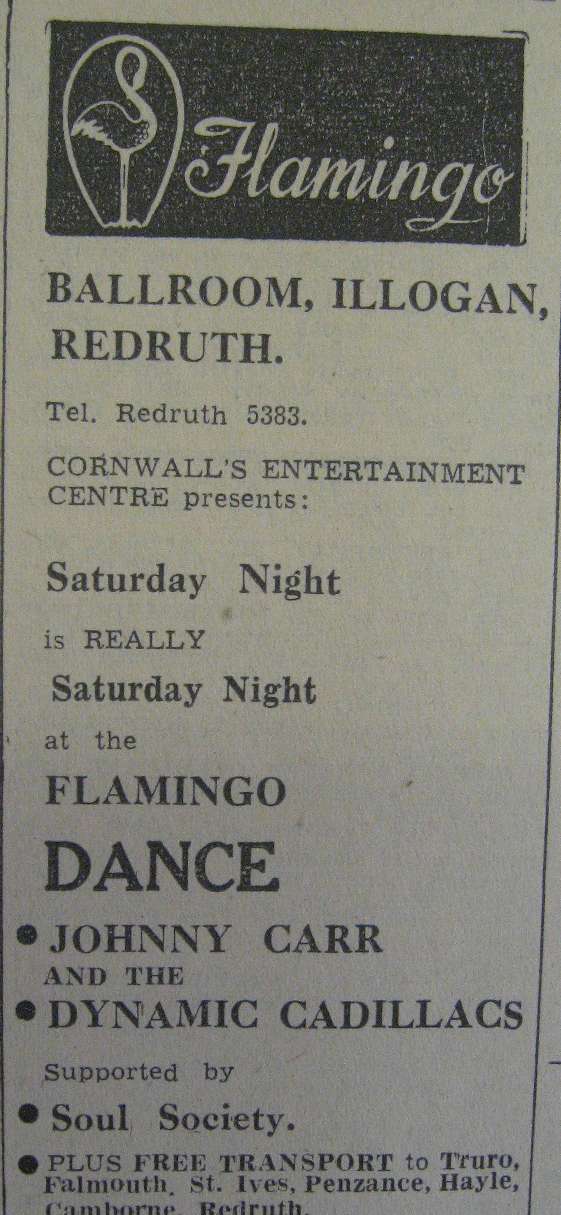 Flamingo
BALLROOM, ILLOGAN,
REDRUTH.
Tel. Redruth 5383.
CORNWALL'S ENTERTAINMENT
CENTRE presents:
Saturday Night
is REALLY
Saturday Night
at the
FLAMINGO
DANCE
• JOHNNY CARR
AND THE
• DYNAMIC CADILLACS
Supported by
• Soul Society.
• PLUS FREE TRANSPORT to Truro,
Falmouth, St. Ives, Penzance, Hayle,
Camborne, Redruth.